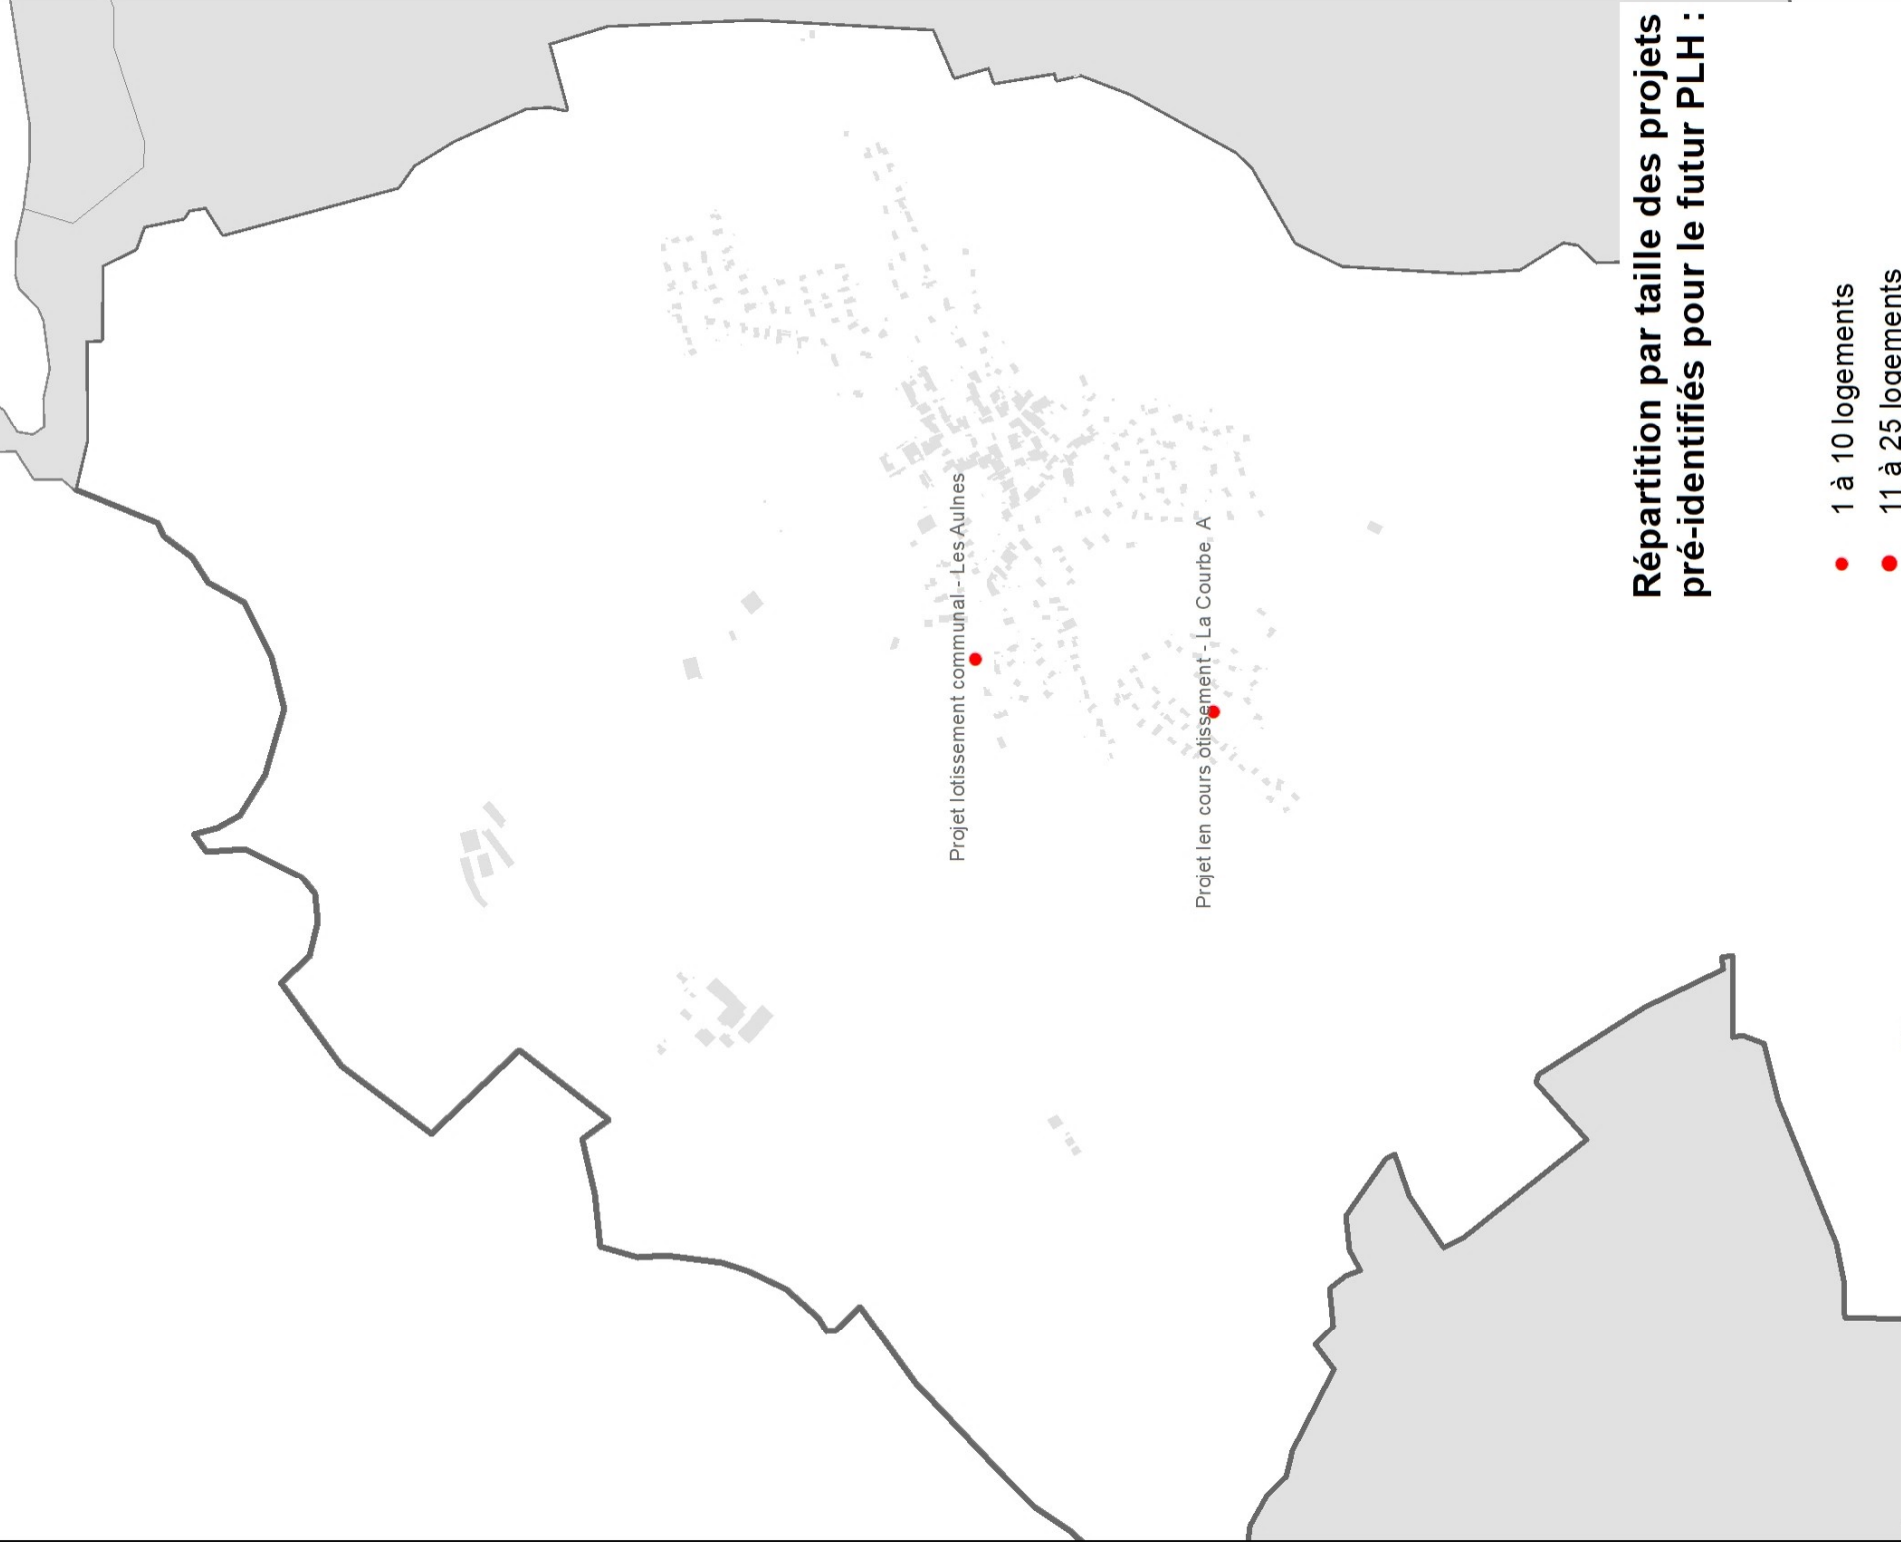 Projet lotissement communal - Les Aulnes
Projet len cours otissement - La Courbe A
Répartition par taille des projets
pré-identifiés pour le futur PLH :
1 à 10 logements
11 à 25 logements